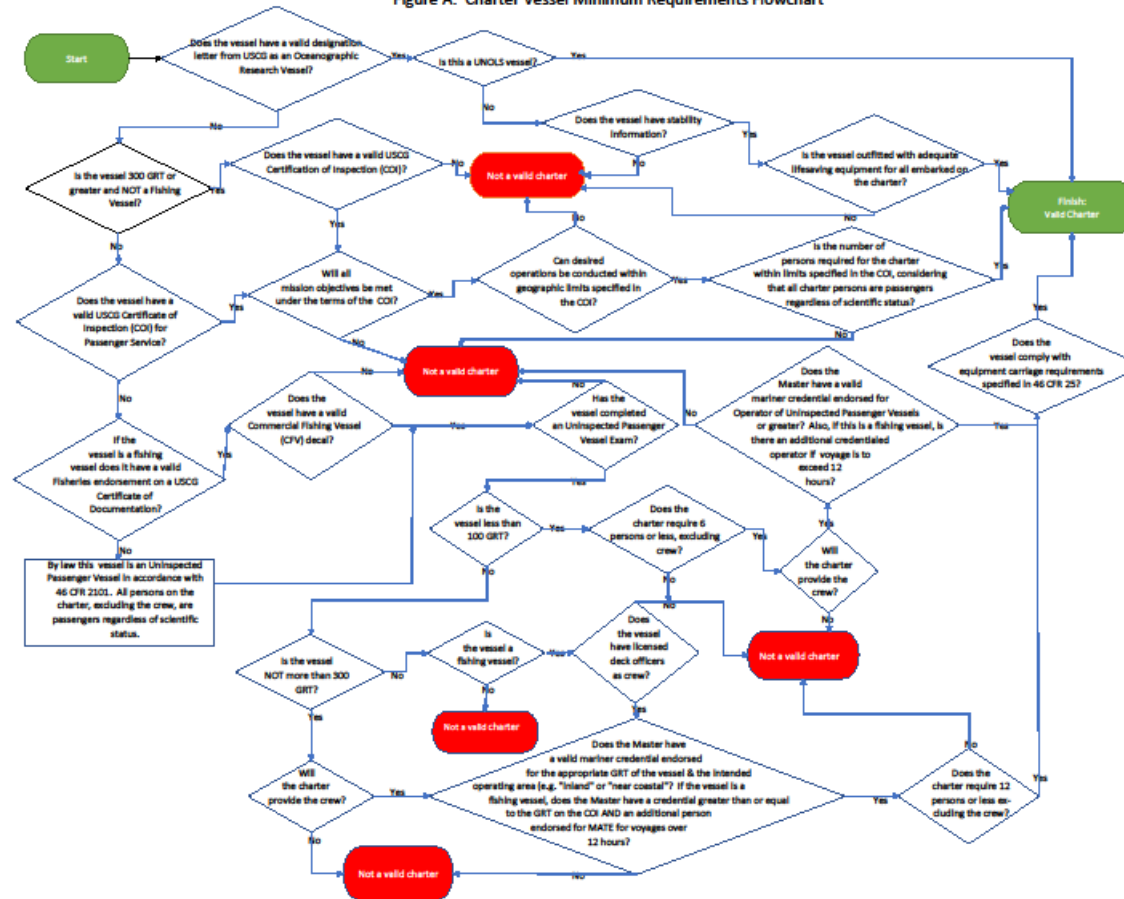 Figure A: Charter Vessel Minimum Requirements Flowchart
Start
Does the vessel have a valid designation
letter from USCG as an Oceanographic
Research Vessel?
Yes
Is this a UNOLS vessel?
Yes
No
No
Does the vessel have stability
information?
Yes
No
Is the vessel outfitted with adequate
lifesaving equipment for all embarked on
the charter?
Yes
No
Is the vessel 300 GRT or
greater and NOT a Fishing
Vessel?
Yes
No
Does the vessel have a valid USCG
Certification of Inspection (COI)?
No
Yes
Not a valid charter
Finish:
Valid Charter
Does the vessel have a
valid USCG Certificate of
Inspection (COI) for
Passenger Service?
Yes
No
Will all
mission objectives be met
under the terms of the COI?
Yes
No
Can desired
operations be conducted within
geographic limits specified in
the COI?
No
Yes
Is the number of
persons required for the charter
within limits specified in the COI, considering
that all charter persons are passengers
regardless of scientific status?
Yes
No
Not a valid charter
Does the
vessel comply with
equipment carriage requirements
specified in 46 CFR 25?
Yes
If the
vessel is a fishing
vessel does it have a valid
Fisheries endorsement on a USCG
Certificate of
Documentation?
Yes
No
Does the
vessel have a valid
Commercial Fishing Vessel
(CFV) decal?
No
Yes
Has the
vessel completed
an Uninspected Passenger
Vessel Exam?
No
Yes
Does the
Master have a valid
mariner credential endorsed for
Operator of Uninspected Passenger Vessels
or greater? Also, if this is a fishing vessel, is
there an additional credentialed
operator if voyage is to
exceed 12
hours?
No
Yes
By law this vessel is an Uninspected
Passenger Vessel in accordance with
46 CFR 2101. All persons on the
charter, excluding the crew, are
passengers regardless of scientific
status.
Is the
vessel less than
100 GRT?
Yes
No
Does the
charter require 6
persons or less, excluding
crew?
Yes
No
Will
the charter
provide the
crew?
Yes
No
Not a valid charter
Is the vessel
NOT more than 300
GRT?
No
Yes
Is
the vessel a
fishing vessel?
Yes
No
Not a valid charter
Does
the vessel
have licensed
deck officers
as crew?
No
Yes
Will
the charter
provide the crew?
Yes
No
Does the Master have
a valid mariner credential endorsed
for the appropriate GRT of the vessel & the intended
operating area (e.g. "inland" or "near coastal"? If the vessel is a
fishing vessel, does the Master have a credential greater than or equal
to the GRT on the COI AND an additional person
endorsed for MATE for voyages over
12 hours?
Yes
No
Does the
charter require 12
persons or less ex-
cluding the crew?
No
Yes
Not a valid charter